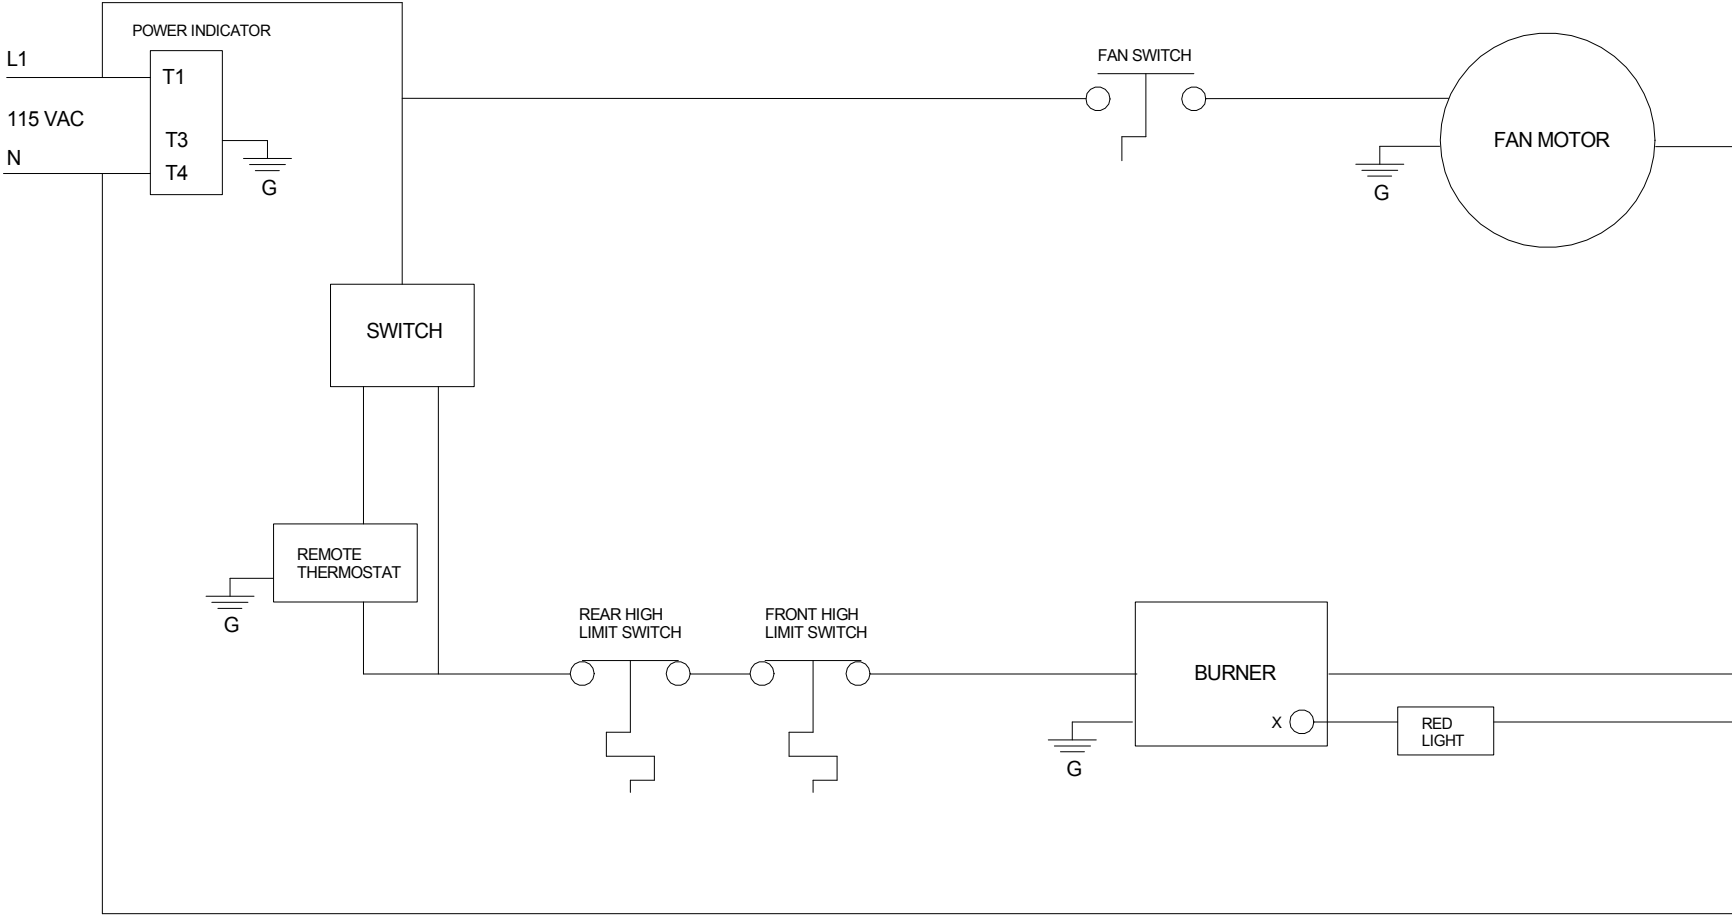 POWER INDICATOR
L1
T1
115 VAC
T3
N
T4
G
FAN SWITCH
FAN MOTOR
G
SWITCH
REMOTE
THERMOSTAT
G
REAR HIGH
LIMIT SWITCH
FRONT HIGH
LIMIT SWITCH
BURNER
X
G
RED
LIGHT